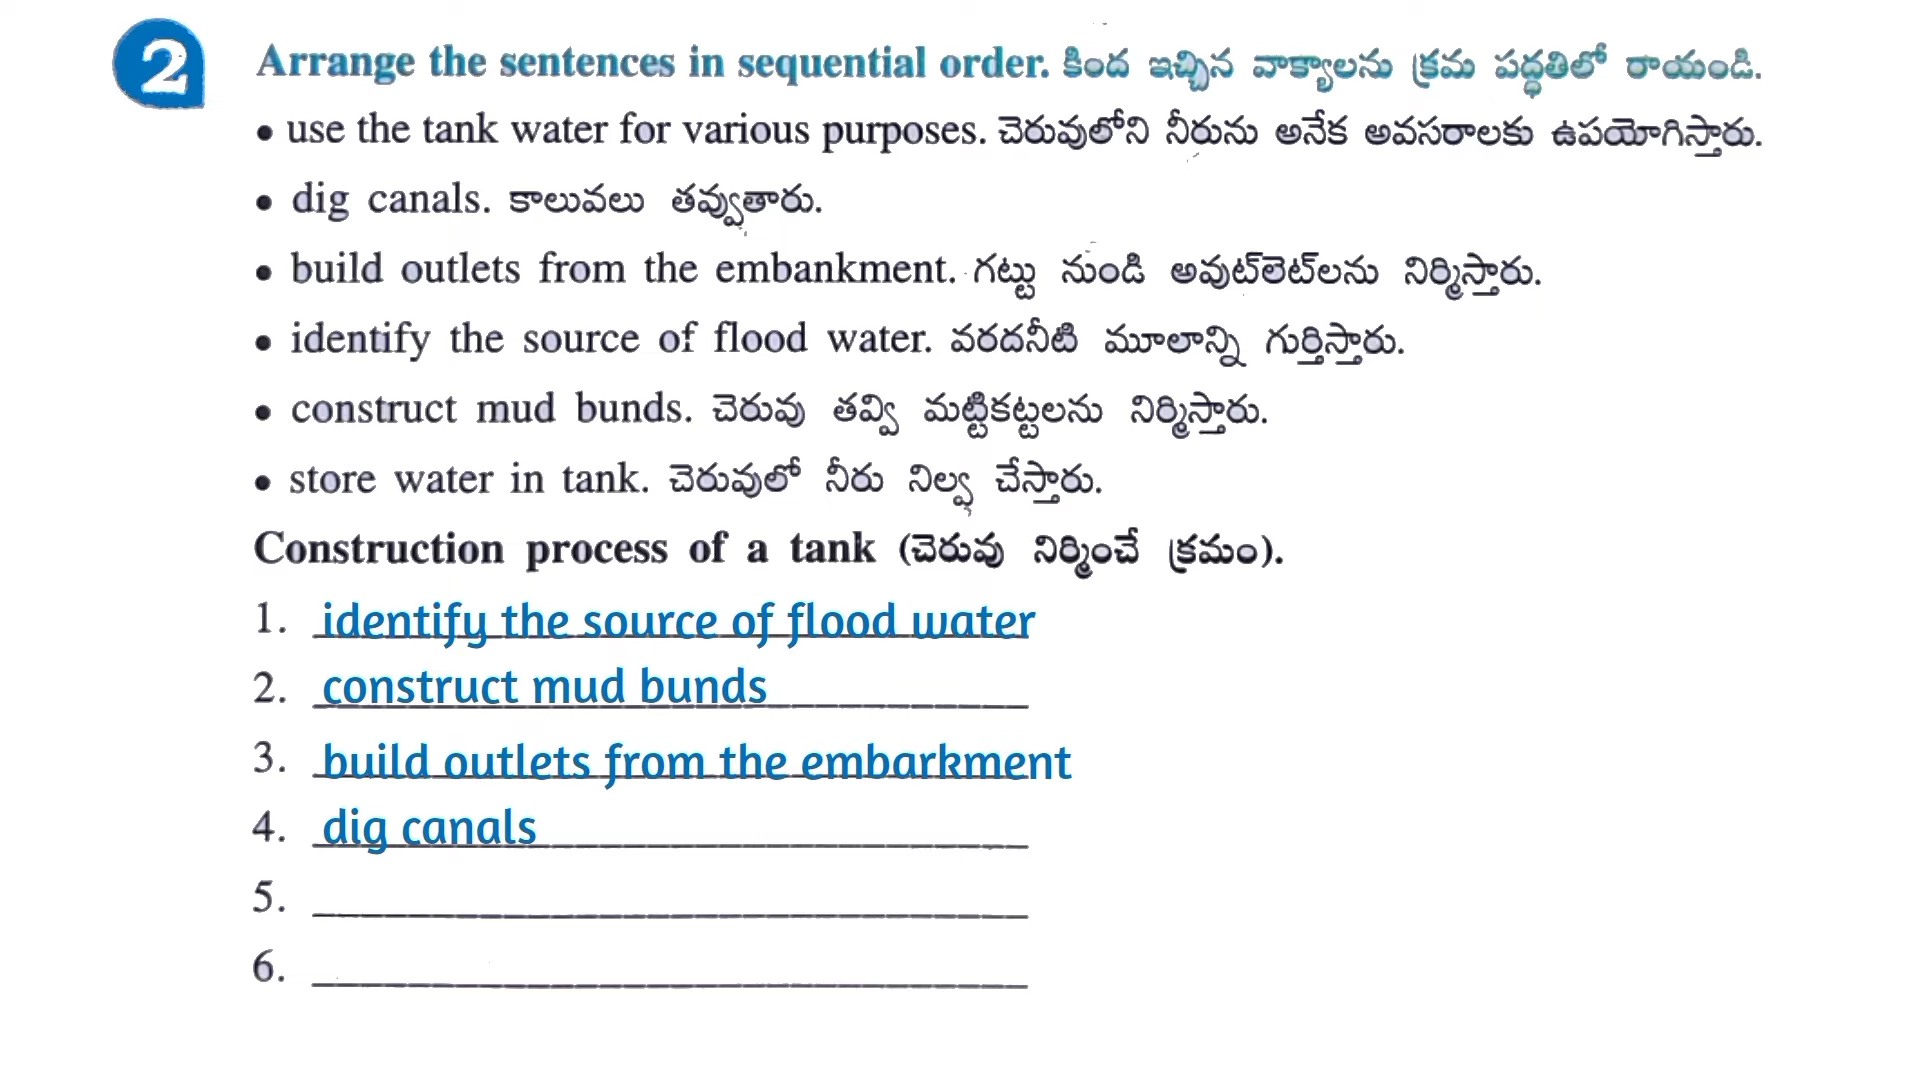 2
Arrange the sentences in sequential order. కింద ఇచ్చిన వాక్యాలను క్రమ పద్ధతిలో రాయండి.
• use the tank water for various purposes. చెరువులోని నీరును అనేక అవసరాలకు ఉపయోగిస్తారు.
• dig canals. కాలువలు తవ్వుతారు.
• build outlets from the embankment. గట్టు నుండి అవుట్‌లెట్‌లను నిర్మిస్తారు.
• identify the source of flood water. వరదనీటి మూలాన్ని గుర్తిస్తారు.
• construct mud bunds. చెరువు తవ్వి మట్టికట్టలను నిర్మిస్తారు.
• store water in tank. చెరువులో నీరు నిల్వ చేస్తారు.
Construction process of a tank (చెరువు నిర్మించే క్రమం).
1. identify the source of flood water
2. construct mud bunds
3. build outlets from the embarkment
4. dig canals
5.
6.